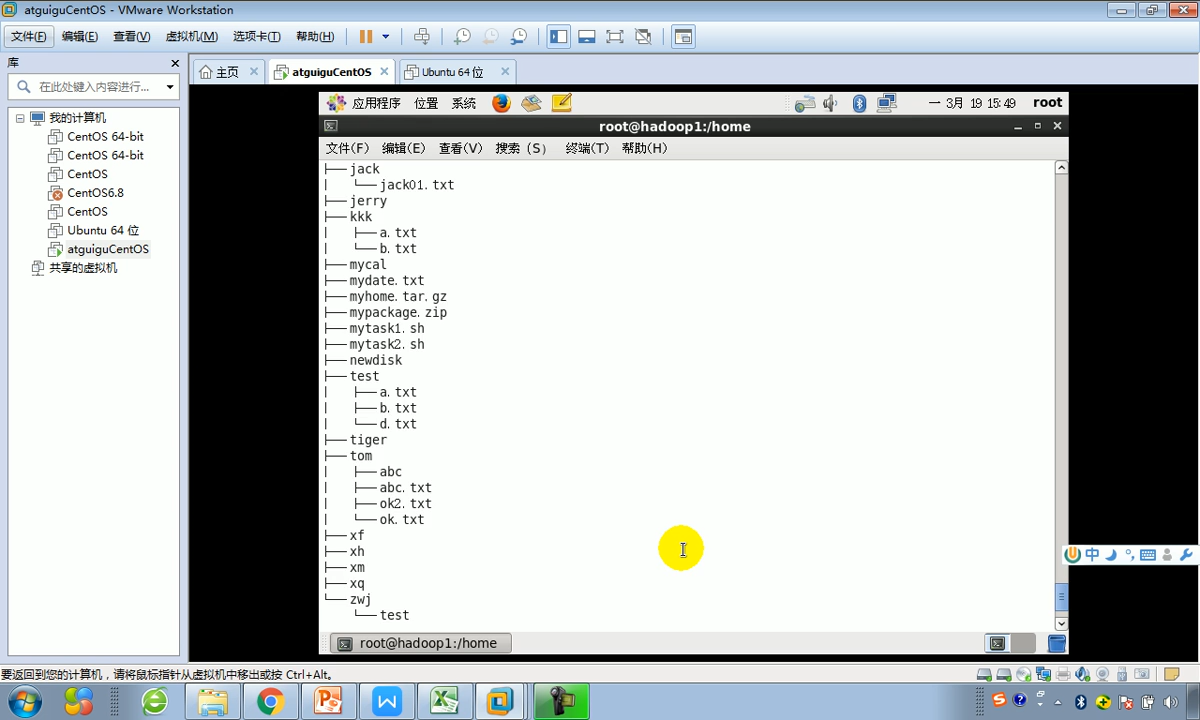 atguiguCentOS - VMware Workstation
文件(F) 编辑(E) 查看(V) 虚拟机(M) 选项卡(T) 帮助(H)
库
在此处键入内容进行...
我的计算机
CentOS 64-bit
CentOS 64-bit
CentOS
CentOS6.8
CentOS
Ubuntu 64 位
atguiguCentOS
共享的虚拟机
主页 atguiguCentOS Ubuntu 64 位
应用程序 位置 系统 一 3月 19 15:49 root
root@hadoop1:/home
文件(F) 编辑(E) 查看(V) 搜索 (S) 终端(T) 帮助(H)
├── jack
│ └── jack01.txt
├── jerry
├── kkk
│ ├── a.txt
│ └── b.txt
├── mycal
├── mydate.txt
├── myhome.tar.gz
├── mypackage.zip
├── mytask1.sh
├── mytask2.sh
├── newdisk
├── test
│ ├── a.txt
│ ├── b.txt
│ └── d.txt
├── tiger
├── tom
│ ├── abc
│ ├── abc.txt
│ ├── ok2.txt
│ └── ok.txt
├── xf
├── xh
├── xm
├── xq
└── zwj
└── test
中
root@hadoop1:/home
要返回到您的计算机，请将鼠标指针从虚拟机中移出或按 Ctrl+Alt。